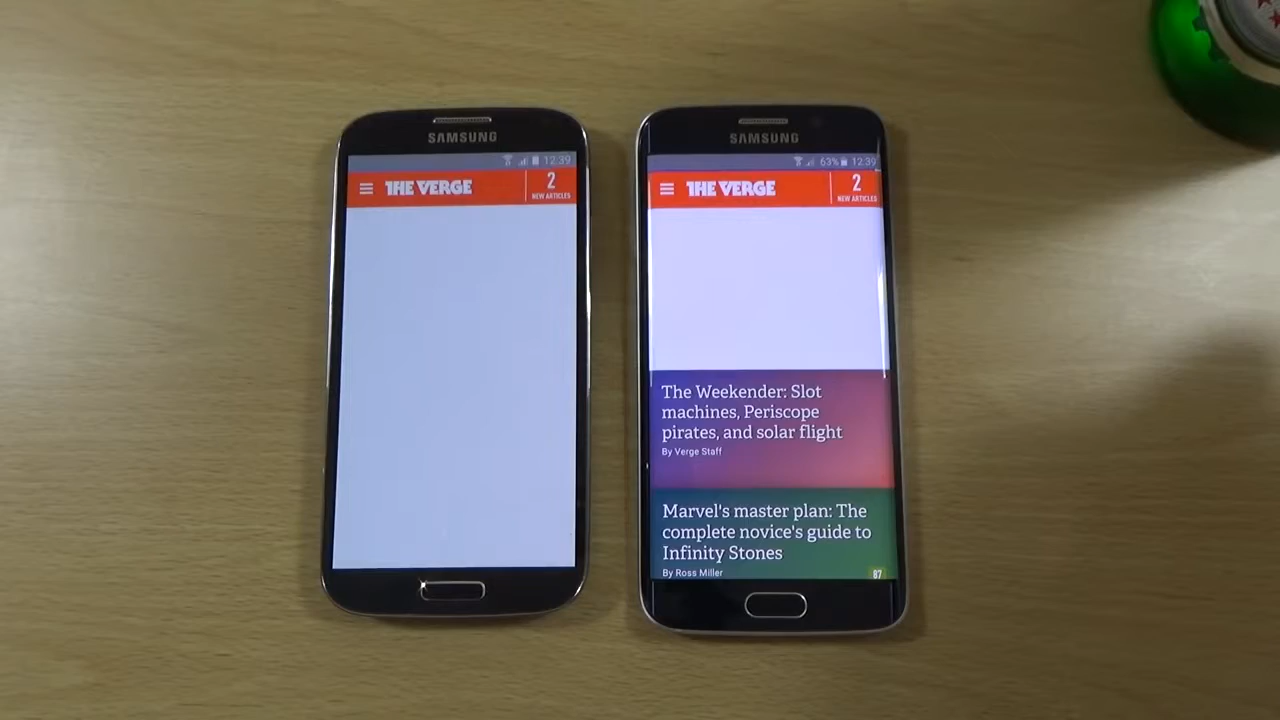 SAMSUNG
12:39
THE VERGE
2
NEW ARTICLES
SAMSUNG
63% 12:39
THE VERGE
2
NEW ARTICLES
The Weekender: Slot
machines, Periscope
pirates, and solar flight
By Verge Staff
Marvel's master plan: The
complete novice's guide to
Infinity Stones
By Ross Miller
87